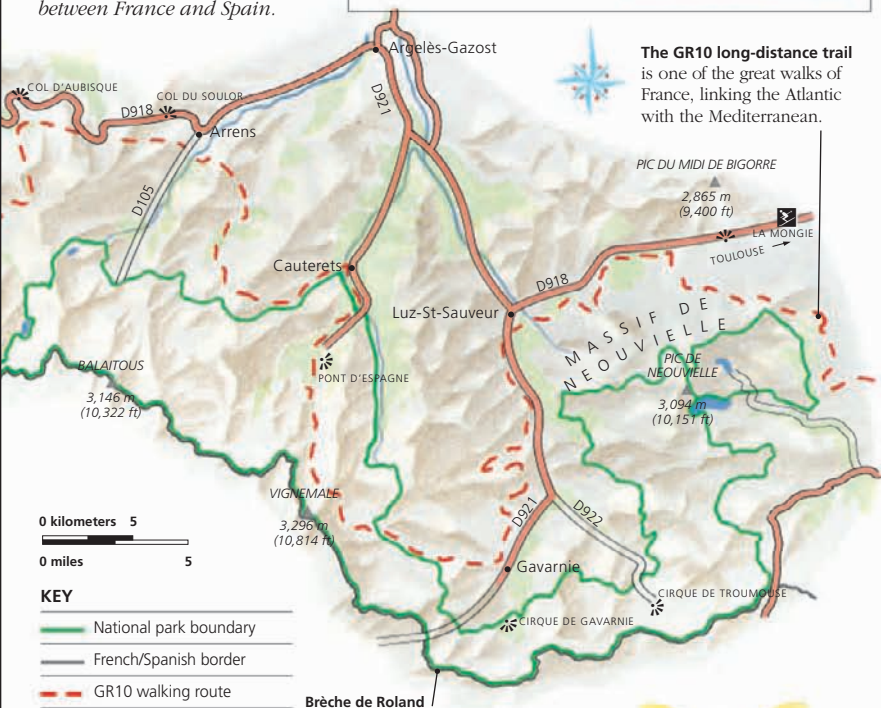 between France and Spain.
Argelès-Gazost
The GR10 long-distance trail
is one of the great walks of
France, linking the Atlantic
with the Mediterranean.
COL D'AUBISQUE
COL DU SOULOR
D918
D921
Arrens
PIC DU MIDI DE BIGORRE
2,865 m
(9,400 ft)
D105
LA MONGIE
TOULOUSE
Cauterets
D918
Luz-St-Sauveur
MASSIF DE
NEOUVIELLE
PIC DE
NEOUVIELLE
3,094 m
(10,151 ft)
BALAITOUS
3,146 m
(10,322 ft)
PONT D'ESPAGNE
VIGNEMALE
3,296 m
(10,814 ft)
D921
D922
0 kilometers 5
0 miles 5
Gavarnie
CIRQUE DE TROUMOUSE
CIRQUE DE GAVARNIE
KEY
National park boundary
French/Spanish border
GR10 walking route
Brèche de Roland